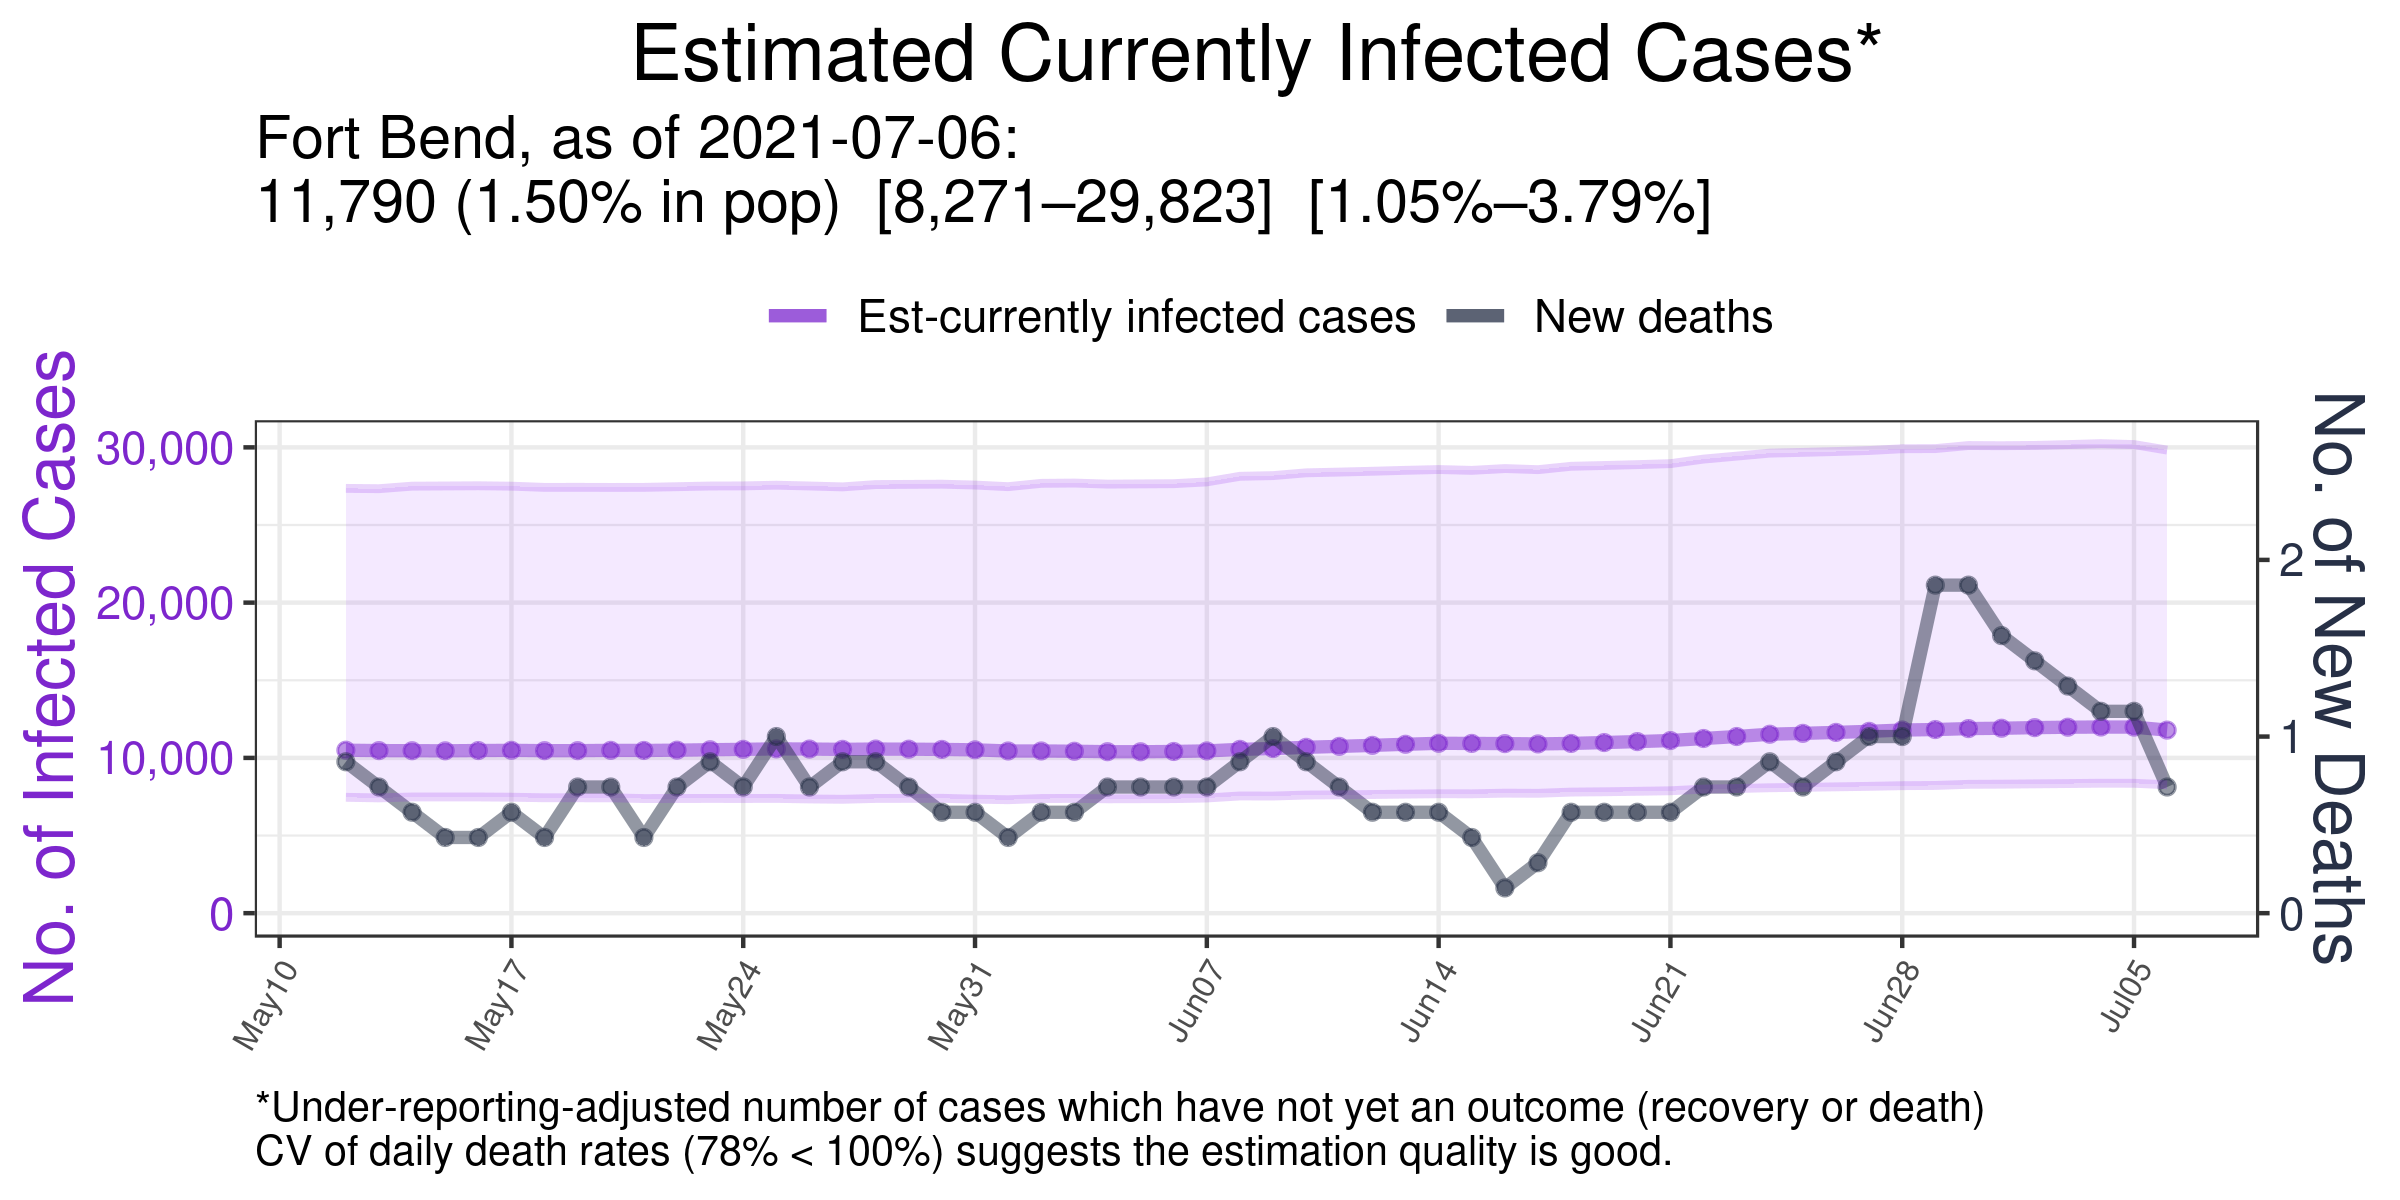 Estimated Currently Infected Cases*
Fort Bend, as of 2021-07-06:
11,790 (1.50% in pop)  [8,271–29,823]  [1.05%–3.79%]
Est-currently infected cases
New deaths
No. of Infected Cases
30,000
20,000
10,000
0
No. of New Deaths
2
1
0
May10
May17
May24
May31
Jun07
Jun14
Jun21
Jun28
Jul05
*Under-reporting-adjusted number of cases which have not yet an outcome (recovery or death)
CV of daily death rates (78% < 100%) suggests the estimation quality is good.